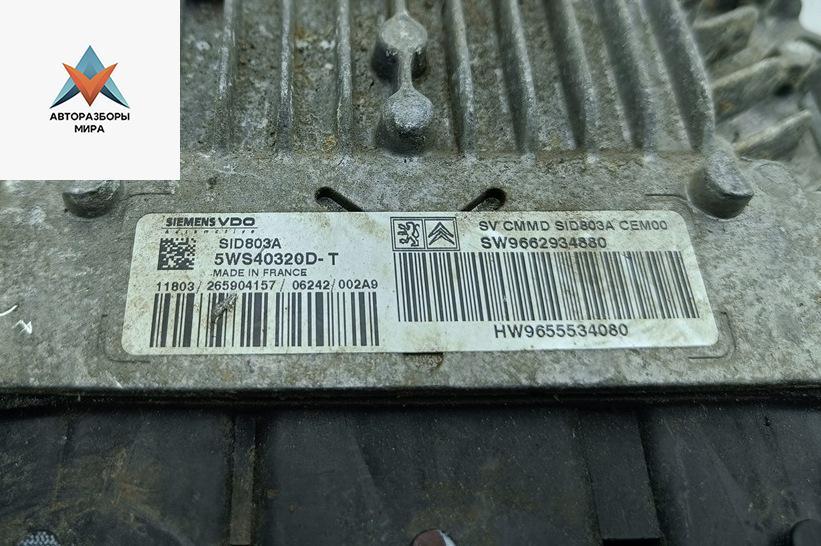 АВТОРАЗБОРЫ
МИРА
SIEMENS VDO
Automotive
SID803A
5WS40320D-T
MADE IN FRANCE
11803/265904157/06242/002A9
SV CMMD SID803A CEM00
SW9662934880
HW9655534080